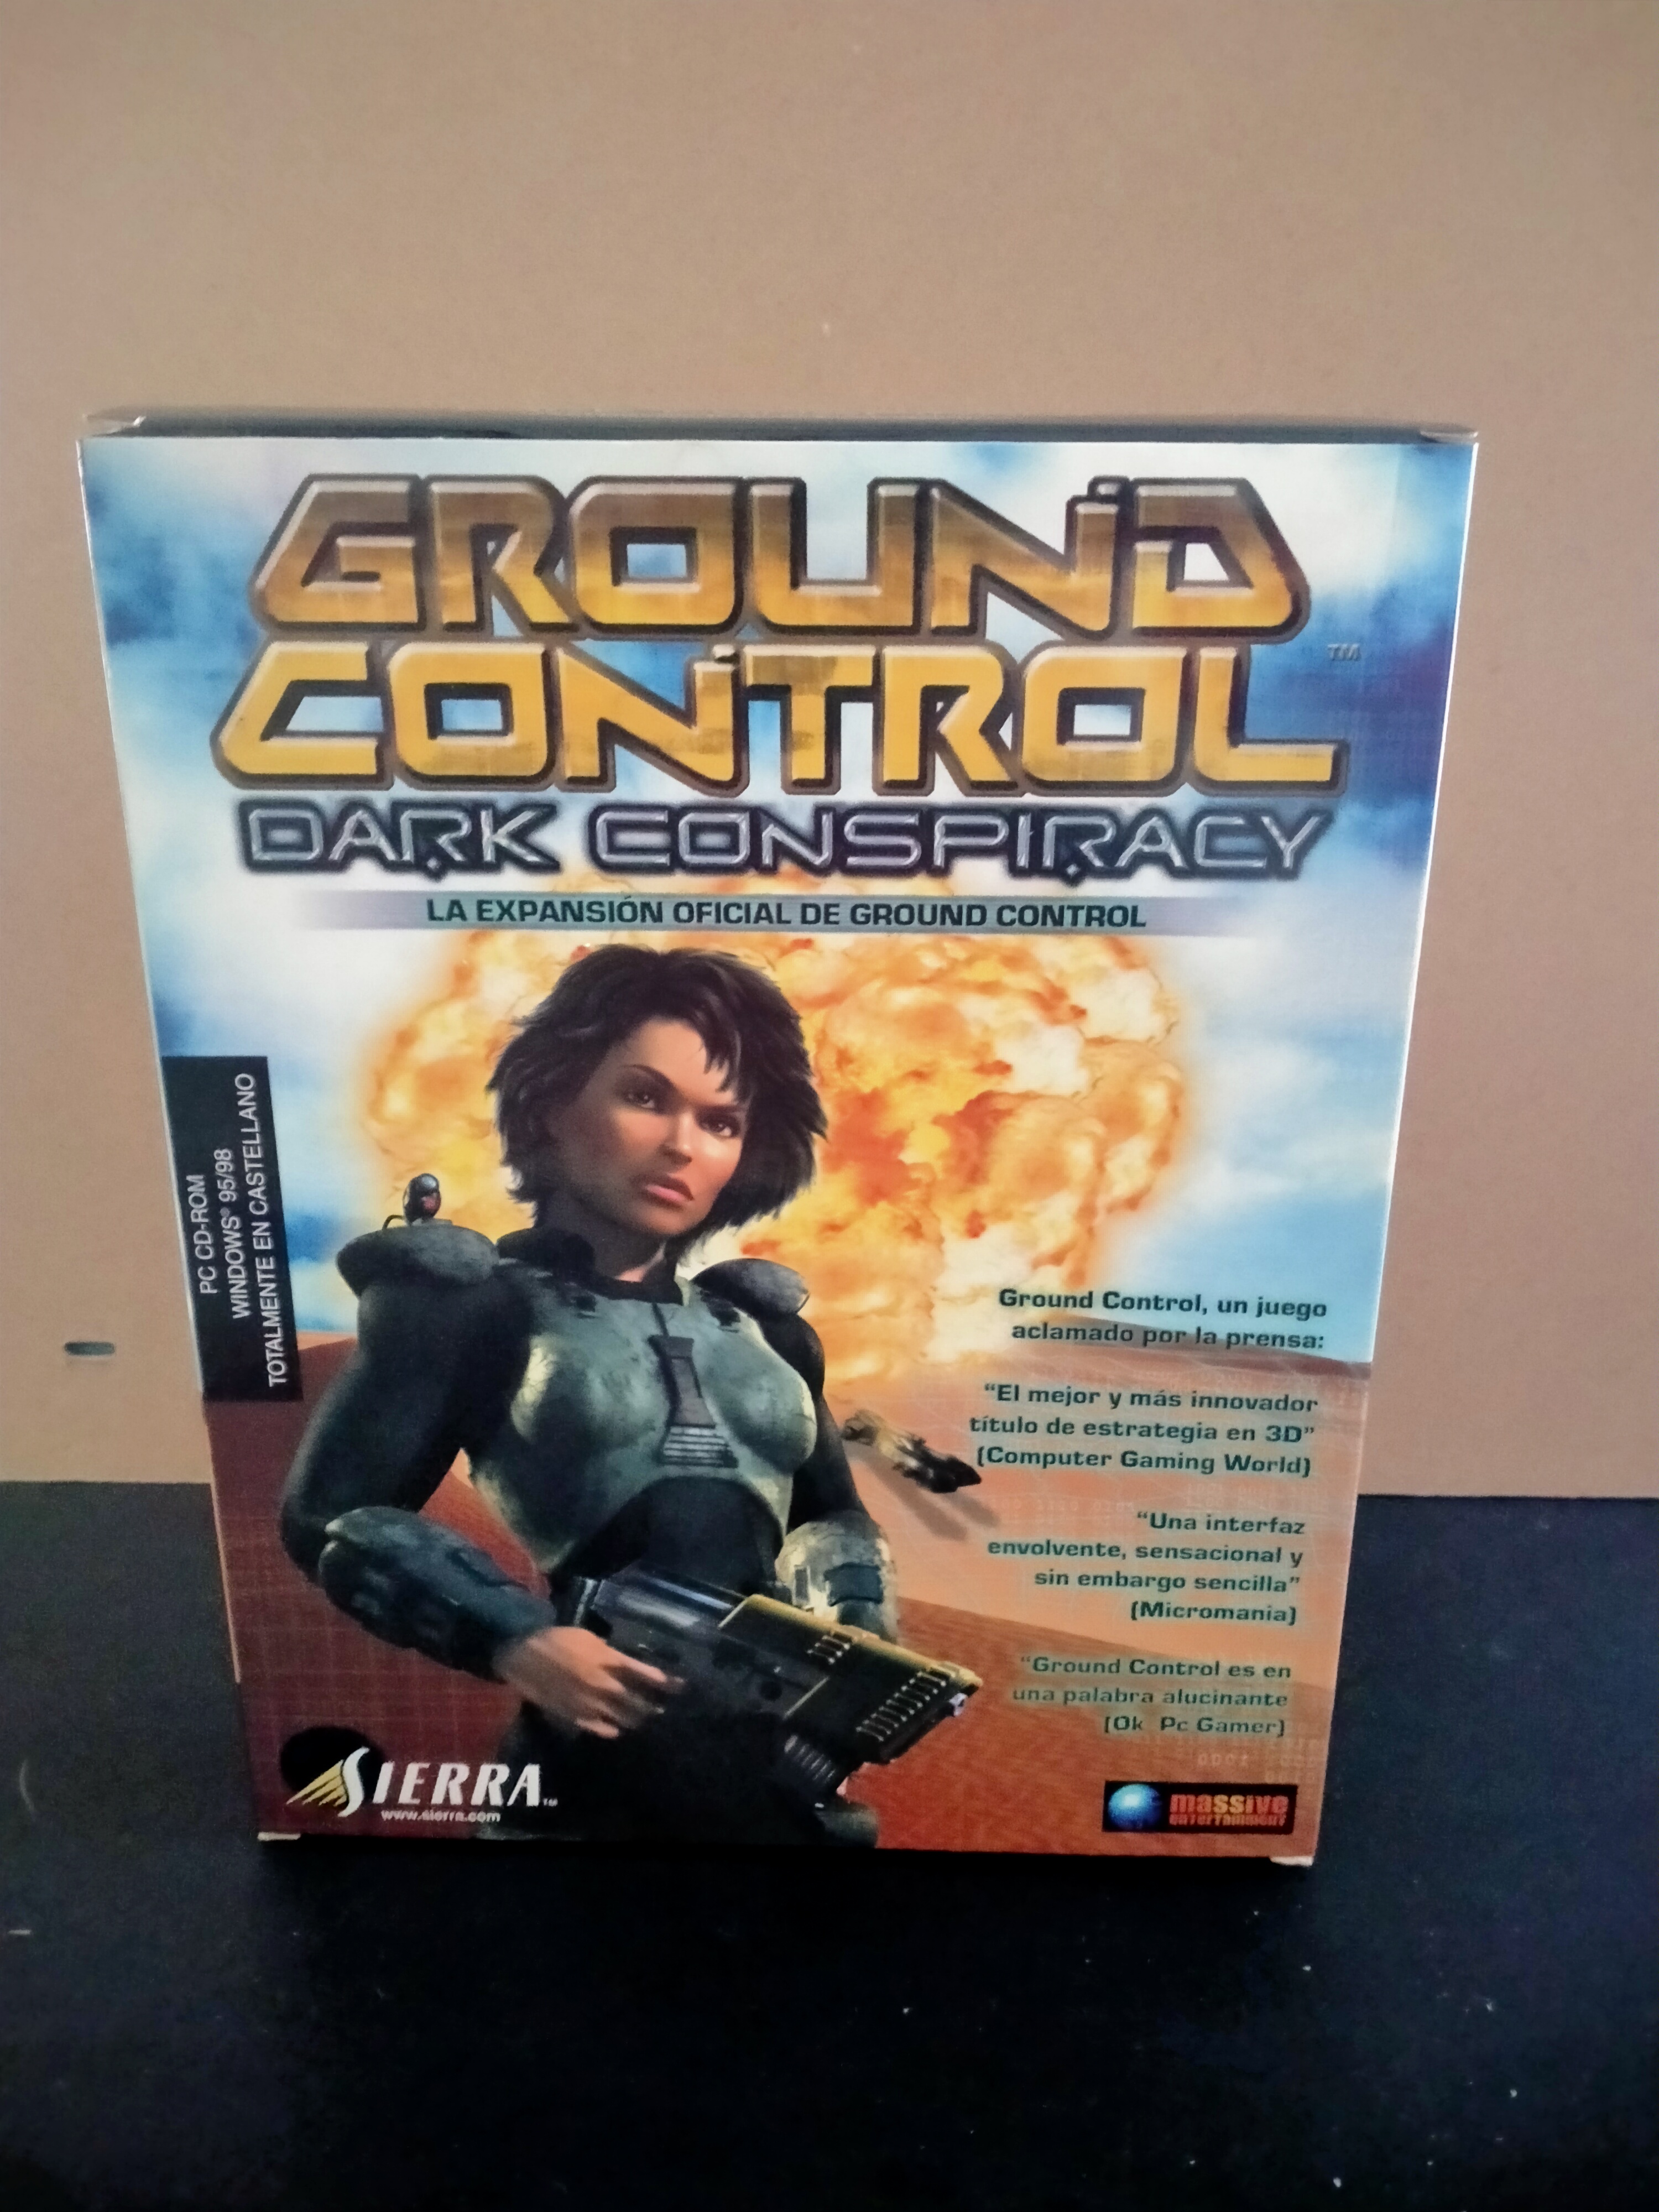 GROUND
CONTROL
TM
DARK CONSPIRACY
LA EXPANSIÓN OFICIAL DE GROUND CONTROL
PC CD-ROM
WINDOWS® 95/98
TOTALMENTE EN CASTELLANO
Ground Control, un juego
aclamado por la prensa:
“El mejor y más innovador
título de estrategia en 3D”
(Computer Gaming World)
“Una interfaz
envolvente, sensacional y
sin embargo sencilla”
(Micromania)
“Ground Control es en
una palabra alucinante
(Ok Pc Gamer)
SIERRA™
www.sierra.com
massive
entertainment